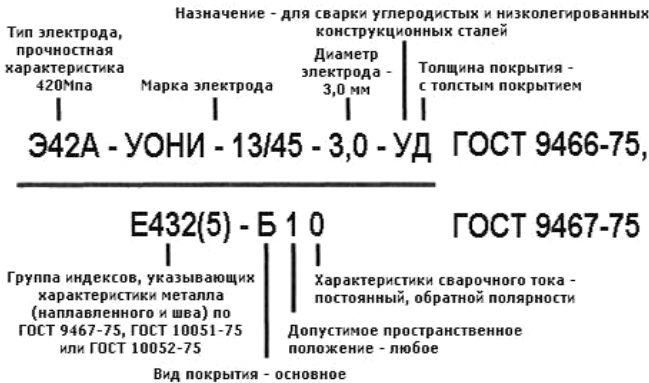 Назначение - для сварки углеродистых и низколегированных
конструкционных сталей
Тип электрода,
прочностная
характеристика
420Мпа
Марка электрода
Диаметр
электрода -
3,0 мм
Толщина покрытия -
с толстым покрытием
Э42А - УОНИ - 13/45 - 3,0 - УД ГОСТ 9466-75,
Е432(5) - Б 1 0 ГОСТ 9467-75
Группа индексов, указывающих
характеристики металла
(наплавленного и шва) по
ГОСТ 9467-75, ГОСТ 10051-75
или ГОСТ 10052-75
Характеристики сварочного тока -
постоянный, обратной полярности
Допустимое пространственное
положение - любое
Вид покрытия - основное